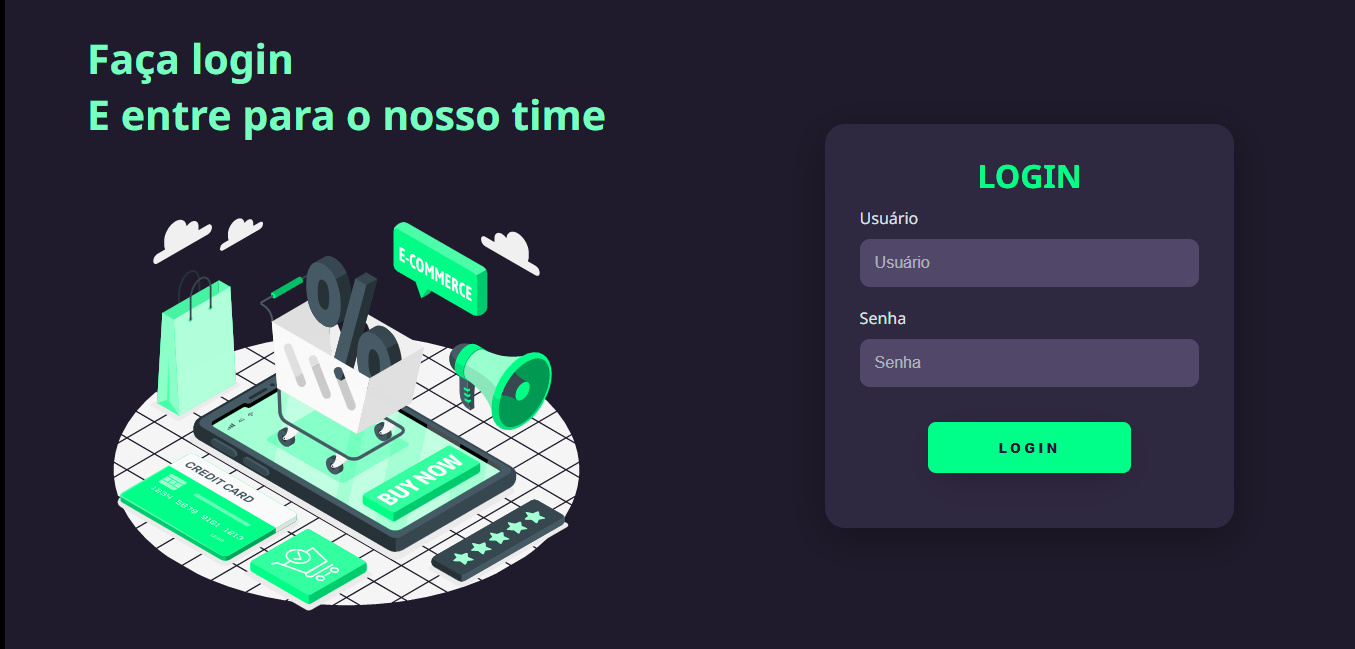 Faça login
E entre para o nosso time
E-COMMERCE
CREDIT CARD
1234 5678 9101 1213
BUY NOW
LOGIN
Usuário
Usuário
Senha
Senha
LOGIN